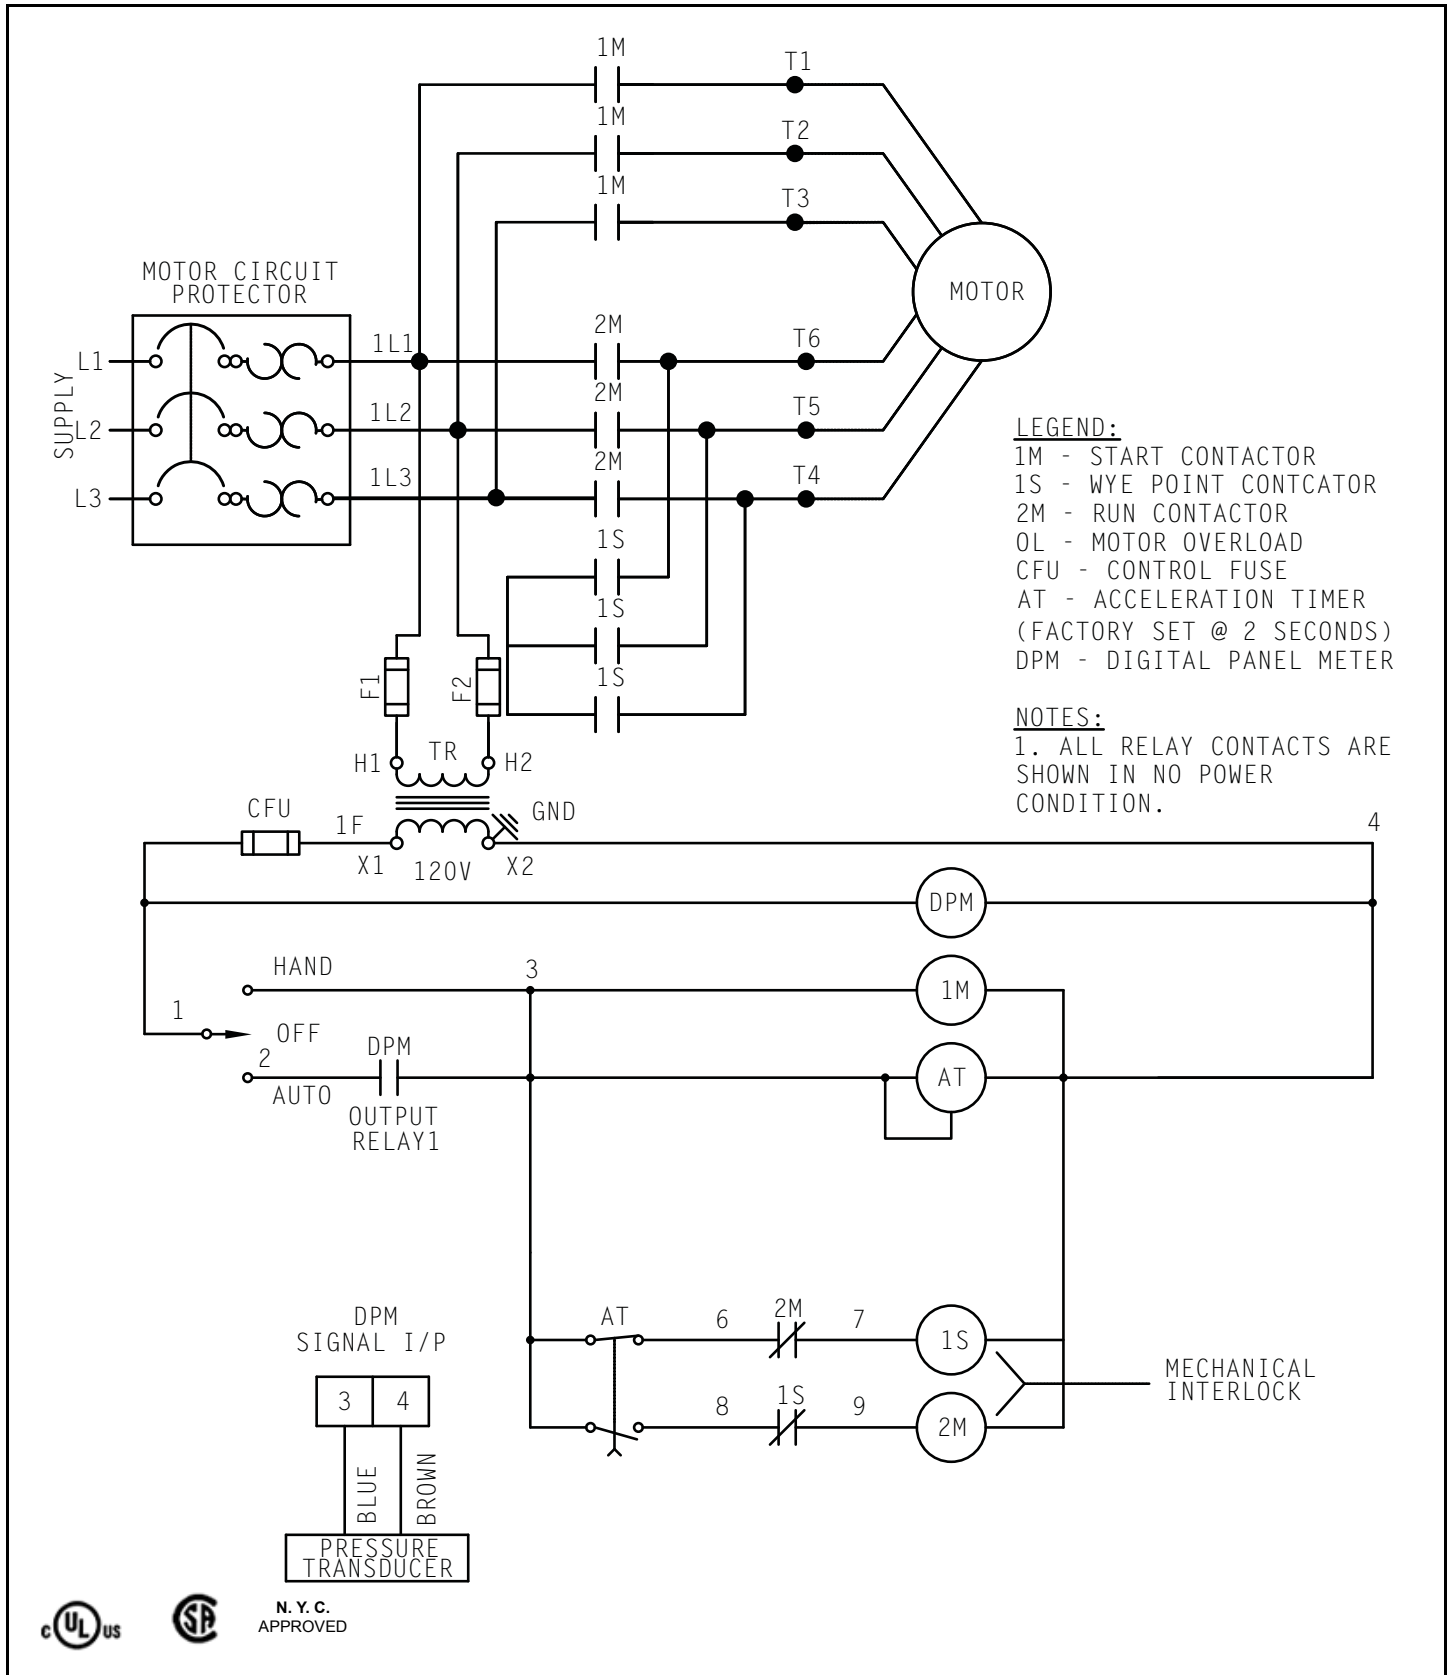 1M
T1
1M
T2
1M
T3
MOTOR CIRCUIT
PROTECTOR
MOTOR
SUPPLY
L1
1L1
2M
T6
L2
1L2
2M
T5
L3
1L3
2M
T4
1S
1S
1S
LEGEND:
1M - START CONTACTOR
1S - WYE POINT CONTCATOR
2M - RUN CONTACTOR
OL - MOTOR OVERLOAD
CFU - CONTROL FUSE
AT - ACCELERATION TIMER
(FACTORY SET @ 2 SECONDS)
DPM - DIGITAL PANEL METER
NOTES:
1. ALL RELAY CONTACTS ARE
SHOWN IN NO POWER
CONDITION.
F1
F2
H1
TR
H2
CFU
1F
GND
X1
120V
X2
4
DPM
HAND
3
1M
1
OFF
2
AUTO
DPM
OUTPUT
RELAY1
AT
AT
6
2M
7
1S
8
1S
9
2M
MECHANICAL
INTERLOCK
DPM
SIGNAL I/P
3
4
BLUE
BROWN
PRESSURE
TRANSDUCER
c UL us
SA
N. Y. C.
APPROVED